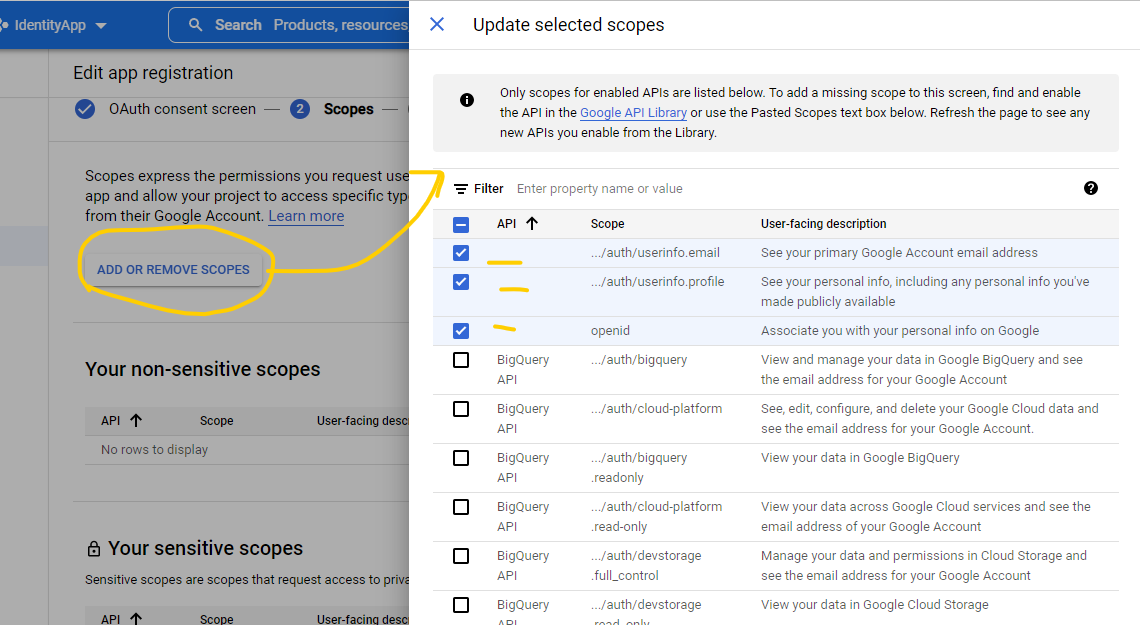 IdentityApp
Search Products, resources
Edit app registration
OAuth consent screen — 2 Scopes —
Scopes express the permissions you request use
app and allow your project to access specific type
from their Google Account. Learn more
ADD OR REMOVE SCOPES
Your non-sensitive scopes
API Scope User-facing descr
No rows to display
Your sensitive scopes
Sensitive scopes are scopes that request access to priva
API Scope User-facing descr
Update selected scopes
Only scopes for enabled APIs are listed below. To add a missing scope to this screen, find and enable
the API in the Google API Library or use the Pasted Scopes text box below. Refresh the page to see any
new APIs you enable from the Library.
Filter Enter property name or value
API Scope User-facing description
.../auth/userinfo.email See your primary Google Account email address
.../auth/userinfo.profile See your personal info, including any personal info you've
made publicly available
openid Associate you with your personal info on Google
BigQuery .../auth/bigquery View and manage your data in Google BigQuery and see
API the email address for your Google Account
BigQuery .../auth/cloud-platform See, edit, configure, and delete your Google Cloud data and
API see the email address for your Google Account.
BigQuery .../auth/bigquery View your data in Google BigQuery
API .readonly
BigQuery .../auth/cloud-platform View your data across Google Cloud services and see the
API .read-only email address of your Google Account
BigQuery .../auth/devstorage Manage your data and permissions in Cloud Storage and
API .full_control see the email address for your Google Account
BigQuery .../auth/devstorage View your data in Google Cloud Storage
API .read_only